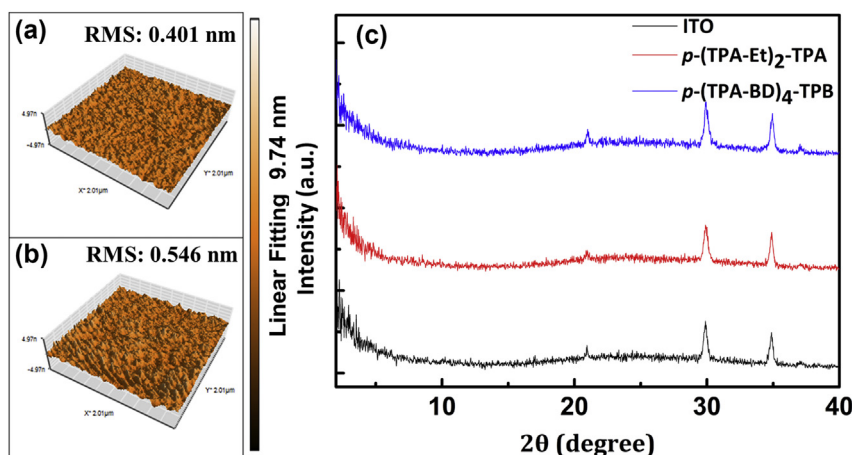 (a)
RMS: 0.401 nm
4.97n
-4.97n
X* 2.01µm
Y* 2.01µm
(b)
RMS: 0.546 nm
4.97n
-4.97n
X* 2.01µm
Y* 2.01µm
Linear Fitting 9.74 nm
(c)
ITO
p-(TPA-Et)2-TPA
p-(TPA-BD)4-TPB
Intensity (a.u.)
10 20 30 40
2θ (degree)